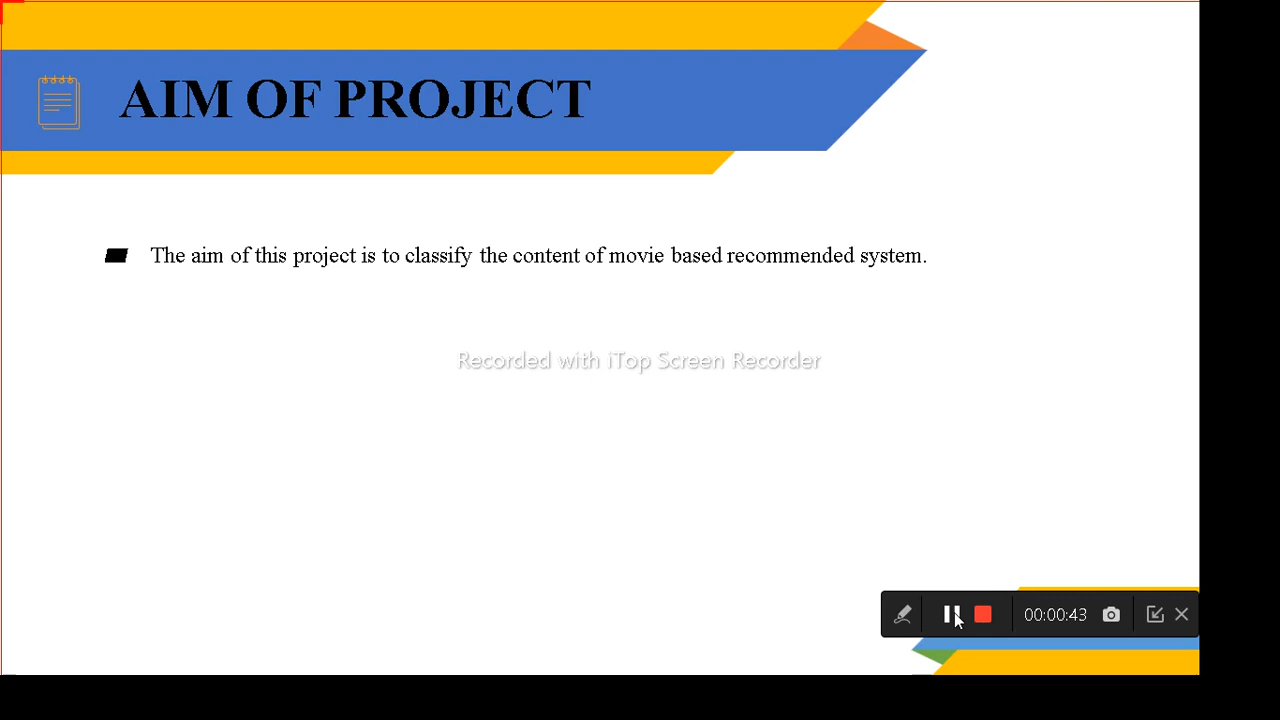 AIM OF PROJECT
The aim of this project is to classify the content of movie based recommended system.
Recorded with iTop Screen Recorder
00:00:43